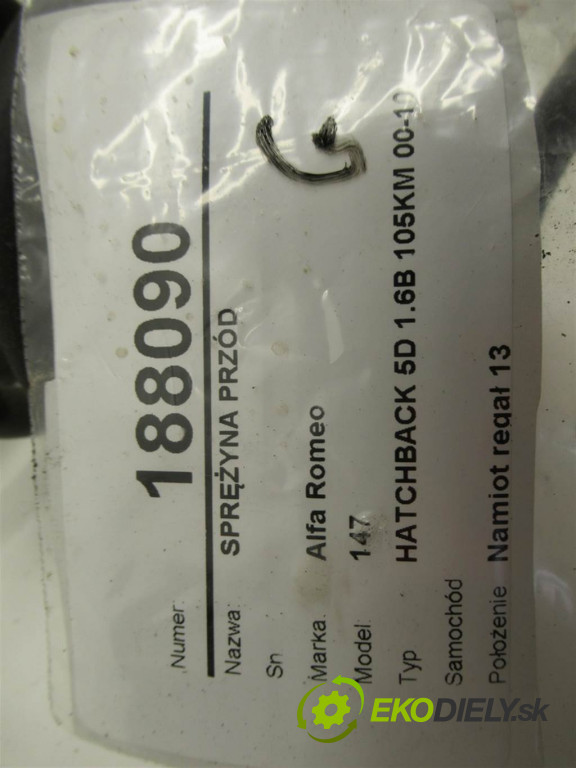 Numer: 188090
Nazwa: SPRĘŻYNA PRZÓD
Sn
Marka. Alfa Romeo
Model: 147
Typ HATCHBACK 5D 1.6B 105KM 00-10
Samochód
Położenie Namiot regał 13
EKODIELY.sk